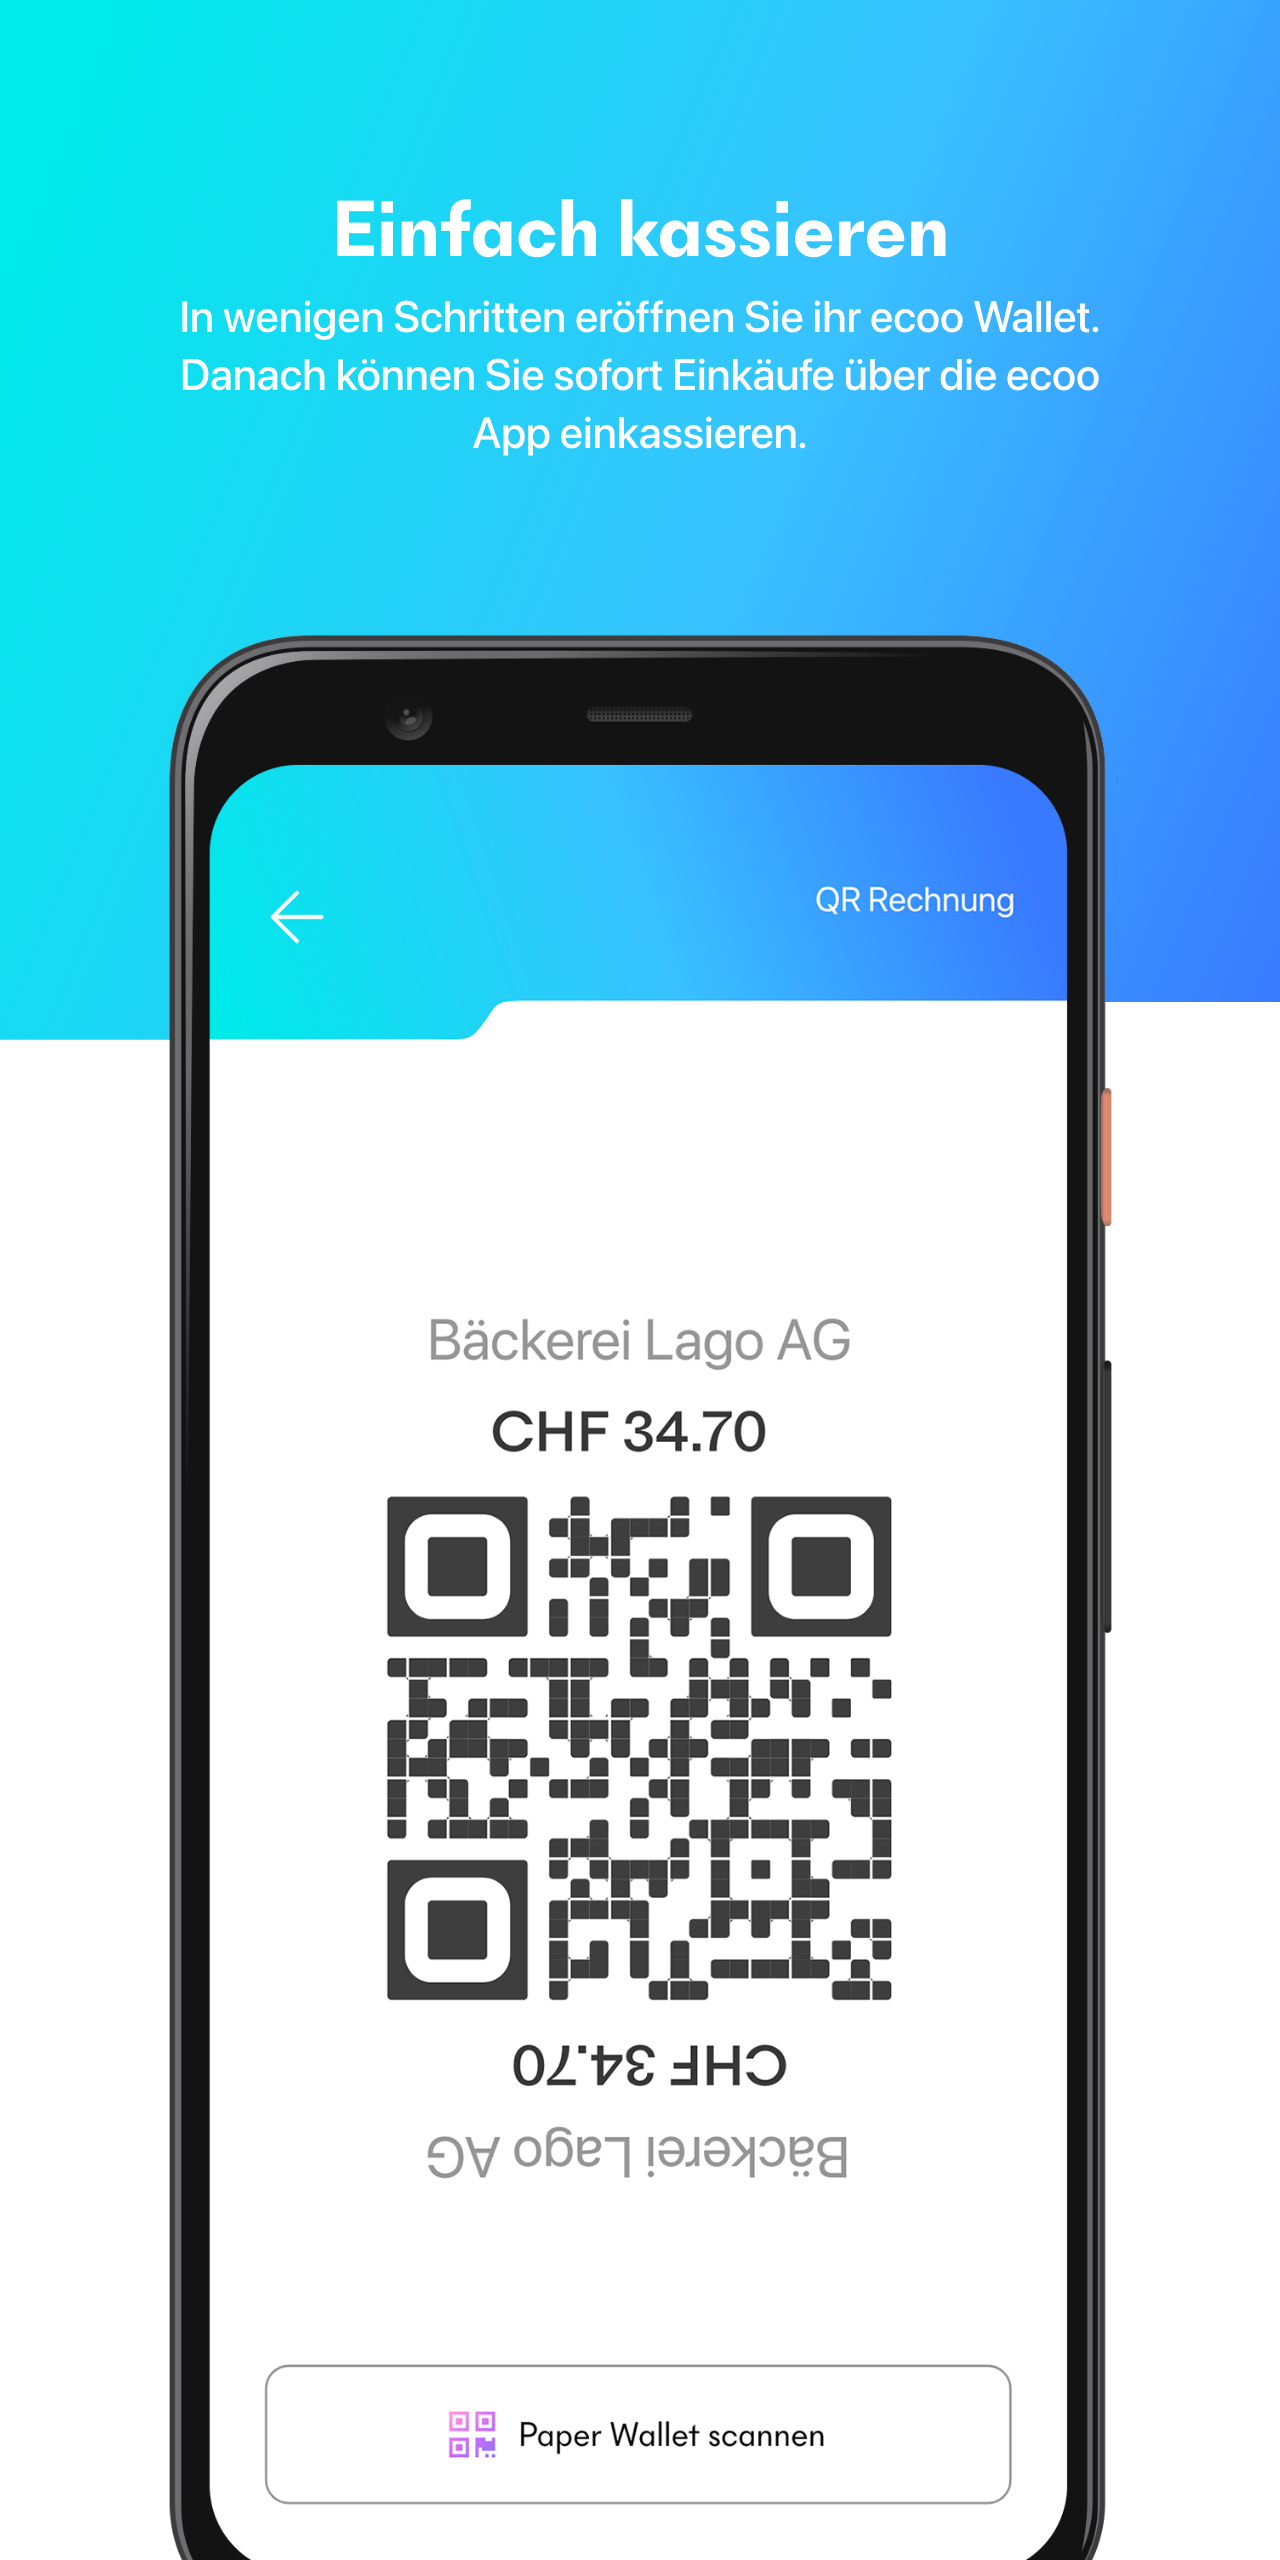 Einfach kassieren
In wenigen Schritten eröffnen Sie ihr ecoo Wallet.
Danach können Sie sofort Einkäufe über die ecoo
App einkassieren.
QR Rechnung
Bäckerei Lago AG
CHF 34.70
CHF 34.70
Bäckerei Lago AG
Paper Wallet scannen